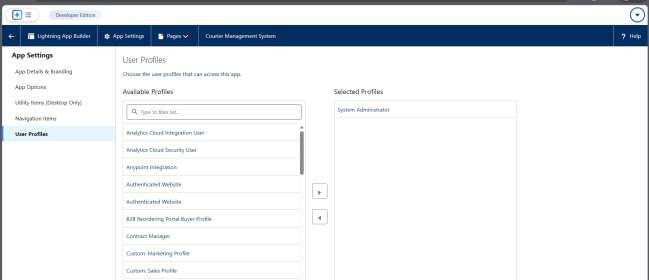 Developer Edition
Lightning App Builder
App Settings
Pages
Courier Management System
? Help
App Settings
App Details & Branding
App Options
Utility Items (Desktop Only)
Navigation Items
User Profiles
User Profiles
Choose the user profiles that can access this app.
Available Profiles
Type to filter list...
Analytics Cloud Integration User
Analytics Cloud Security User
Anypoint Integration
Authenticated Website
Authenticated Website
B2B Reordering Portal Buyer Profile
Contract Manager
Custom: Marketing Profile
Custom: Sales Profile
Selected Profiles
System Administrator